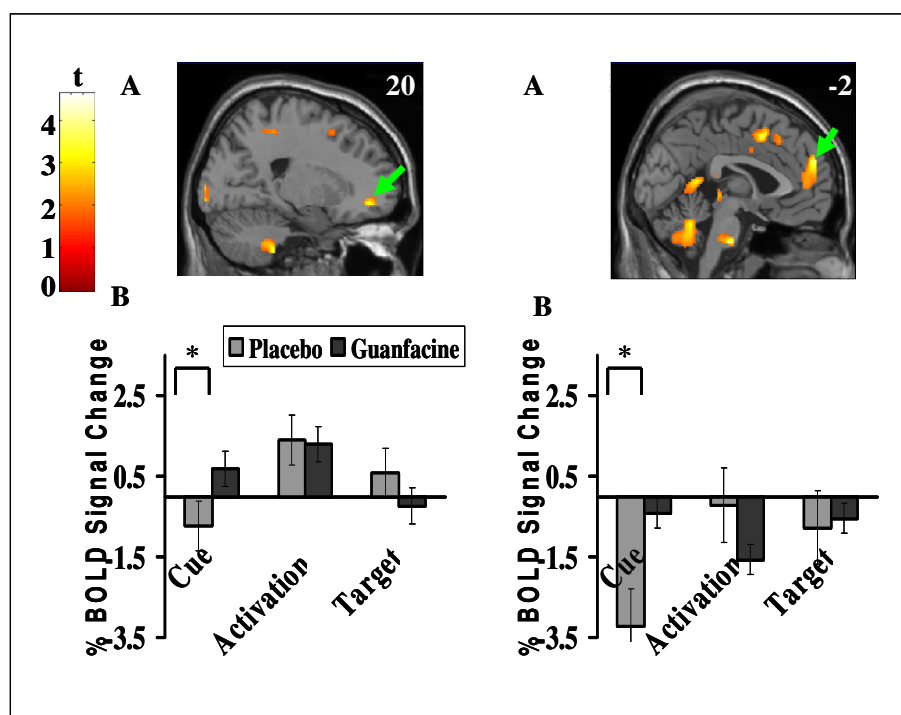 t
4
3
2
1
0
A
20
A
-2
B
B
Placebo Guanfacine
% BOLD Signal Change
*
2.5
0.5
1.5
3.5
Cue
Activation
Target
% BOLD Signal Change
*
2.5
0.5
1.5
3.5
Cue
Activation
Target